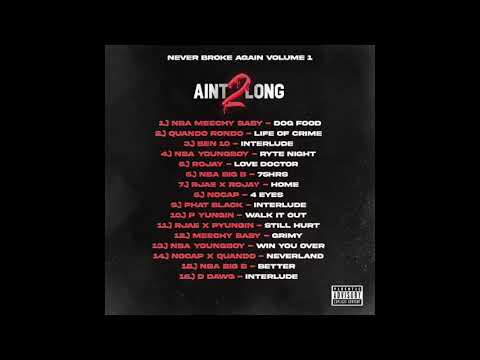 NEVER BROKE AGAIN VOLUME 1
AINT 2 LONG
1.) NBA MEECHY BABY – DOG FOOD
2.) QUANDO RONDO – LIFE OF CRIME
3.) BEN 10 – INTERLUDE
4.) NBA YOUNGBOY – RYTE NIGHT
5.) ROJAY – LOVE DOCTOR
6.) NBA BIG B – 75HRS
7.) RJAE X ROJAY – HOME
8.) NOCAP – 4 EYES
9.) PHAT BLACK – INTERLUDE
10.) P YUNGIN – WALK IT OUT
11.) RJAE X PYUNGIN – STILL HURT
12.) MEECHY BABY – GRIMY
13.) NBA YOUNGBOY – WIN YOU OVER
14.) NOCAP X QUANDO – NEVERLAND
15.) NBA BIG B – BETTER
16.) D DAWG – INTERLUDE
PARENTAL
ADVISORY
EXPLICIT CONTENT